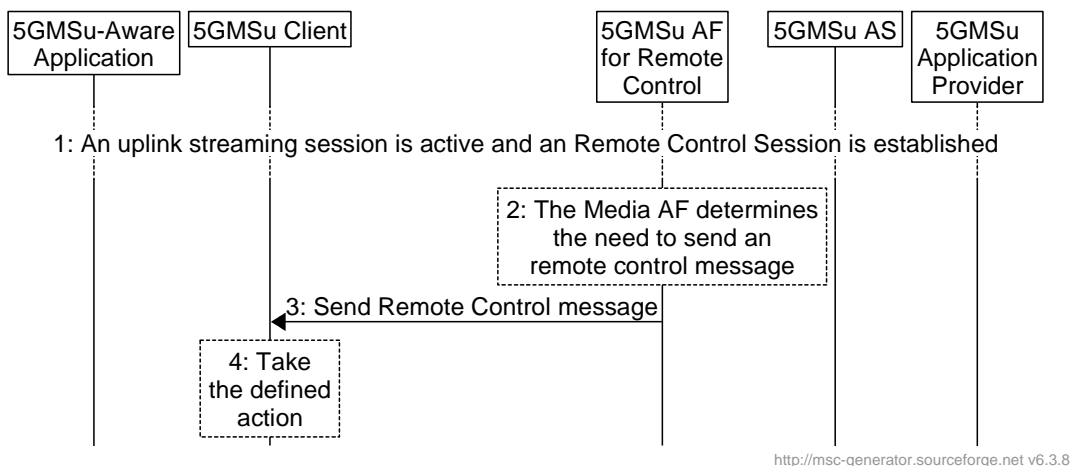 5GMSu-Aware
Application
5GMSu Client
5GMSu AF
for Remote
Control
5GMSu AS
5GMSu
Application
Provider
1: An uplink streaming session is active and an Remote Control Session is established
2: The Media AF determines
the need to send an
remote control message
3: Send Remote Control message
4: Take
the defined
action
http://msc-generator.sourceforge.net v6.3.8